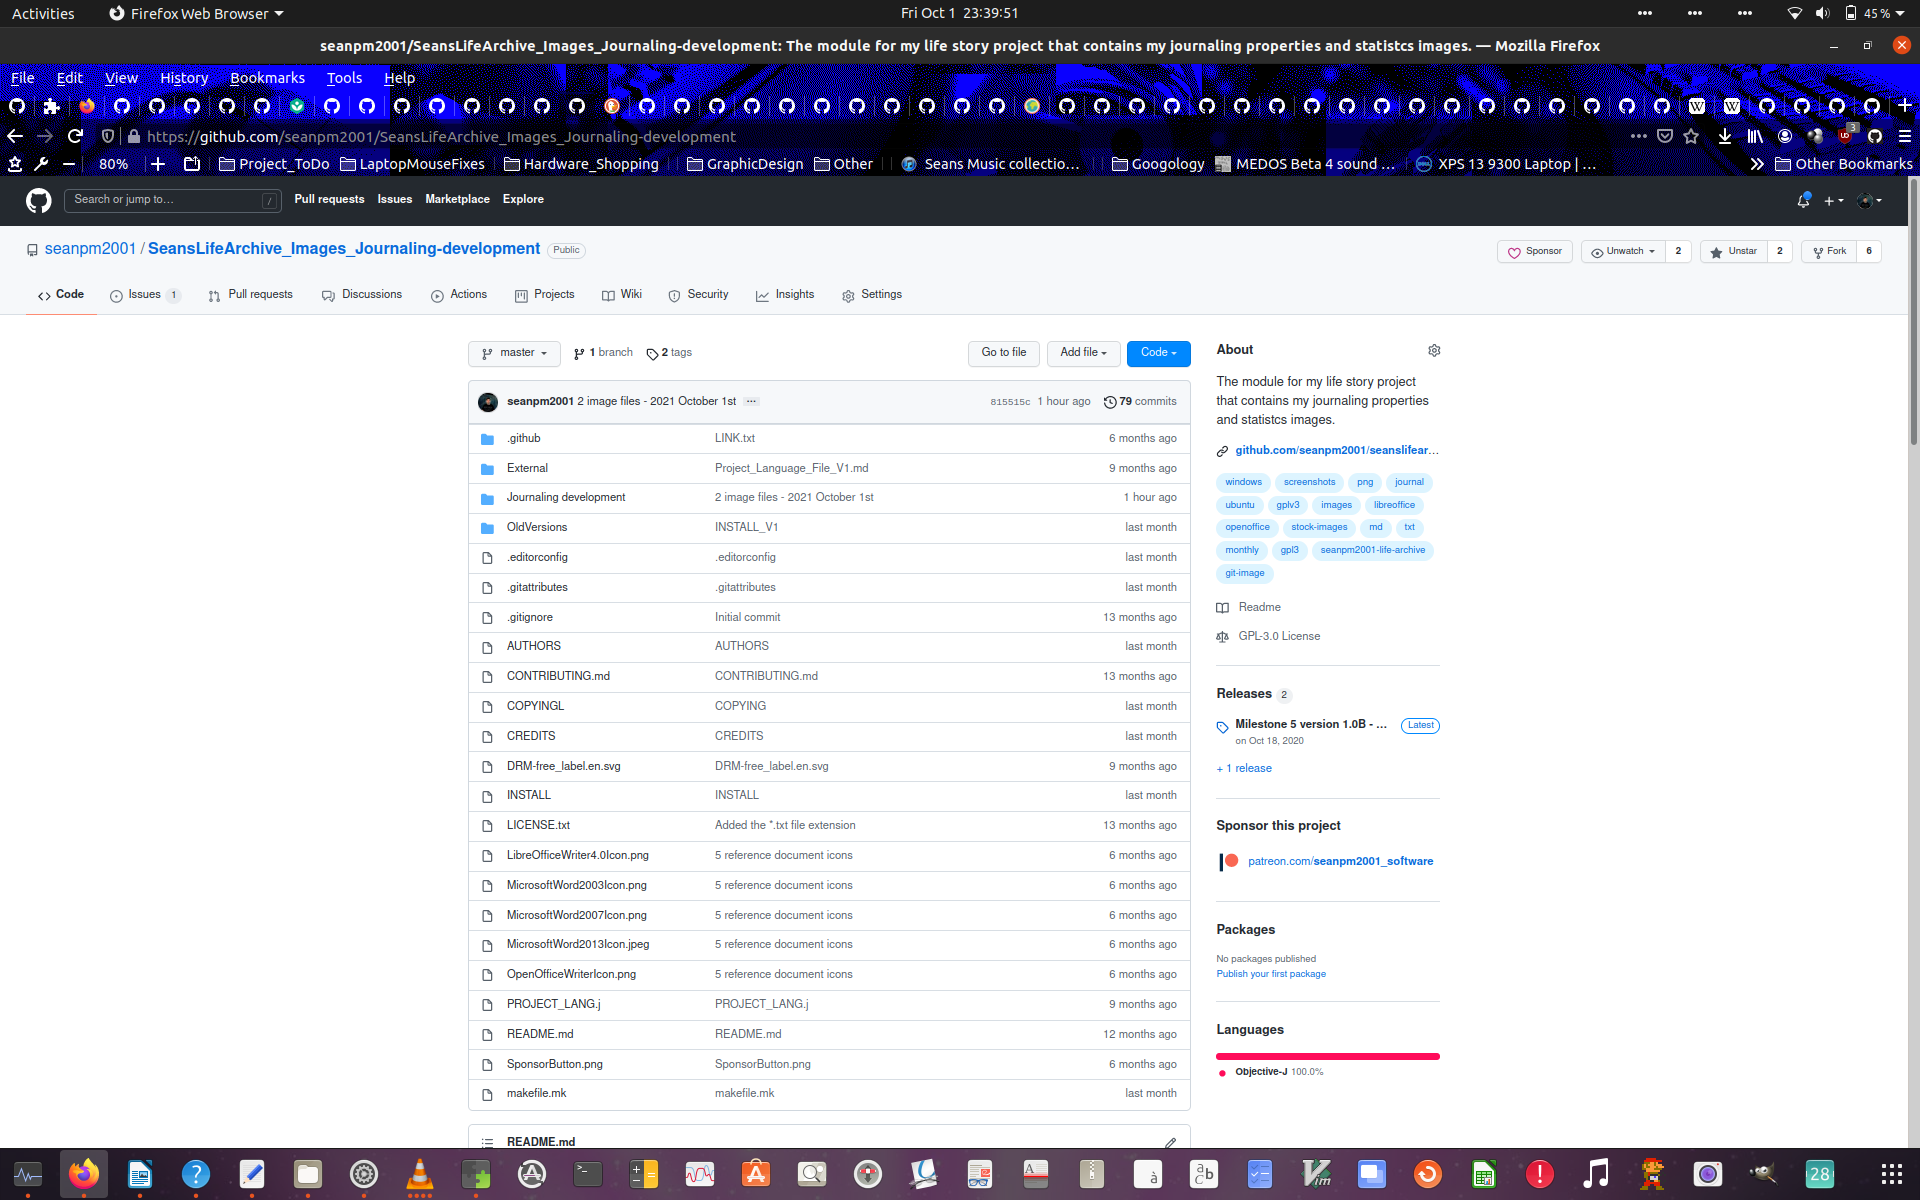 Activities Firefox Web Browser Fri Oct 1 23:39:51 45 %
seanpm2001/SeansLifeArchive_Images_Journaling-development: The module for my life story project that contains my journaling properties and statistcs images. — Mozilla Firefox
File Edit View History Bookmarks Tools Help
https://github.com/seanpm2001/SeansLifeArchive_Images_Journaling-development 3
80% Project_ToDo LaptopMouseFixes Hardware_Shopping GraphicDesign Other Seans Music collectio… Googology MEDOS Beta 4 sound … XPS 13 9300 Laptop | … Other Bookmarks
Search or jump to… / Pull requests Issues Marketplace Explore
seanpm2001 / SeansLifeArchive_Images_Journaling-development Public Sponsor Unwatch 2 Unstar 2 Fork 6
Code Issues 1 Pull requests Discussions Actions Projects Wiki Security Insights Settings
master 1 branch 2 tags Go to file Add file Code
seanpm2001 2 image files - 2021 October 1st ... 815515c 1 hour ago 79 commits
.github LINK.txt 6 months ago
External Project_Language_File_V1.md 9 months ago
Journaling development 2 image files - 2021 October 1st 1 hour ago
OldVersions INSTALL_V1 last month
.editorconfig .editorconfig last month
.gitattributes .gitattributes last month
.gitignore Initial commit 13 months ago
AUTHORS AUTHORS last month
CONTRIBUTING.md CONTRIBUTING.md 13 months ago
COPYINGL COPYING last month
CREDITS CREDITS last month
DRM-free_label.en.svg DRM-free_label.en.svg 9 months ago
INSTALL INSTALL last month
LICENSE.txt Added the *.txt file extension 13 months ago
LibreOfficeWriter4.0Icon.png 5 reference document icons 6 months ago
MicrosoftWord2003Icon.png 5 reference document icons 6 months ago
MicrosoftWord2007Icon.png 5 reference document icons 6 months ago
MicrosoftWord2013Icon.jpeg 5 reference document icons 6 months ago
OpenOfficeWriterIcon.png 5 reference document icons 6 months ago
PROJECT_LANG.j PROJECT_LANG.j 9 months ago
README.md README.md 12 months ago
SponsorButton.png SponsorButton.png 6 months ago
makefile.mk makefile.mk last month
README.md
About
The module for my life story project
that contains my journaling properties
and statistcs images.
github.com/seanpm2001/seanslifear…
windows screenshots png journal
ubuntu gplv3 images libreoffice
openoffice stock-images md txt
monthly gpl3 seanpm2001-life-archive
git-image
Readme
GPL-3.0 License
Releases 2
Milestone 5 version 1.0B - … Latest
on Oct 18, 2020
+ 1 release
Sponsor this project
patreon.com/seanpm2001_software
Packages
No packages published
Publish your first package
Languages
Objective-J 100.0%
28